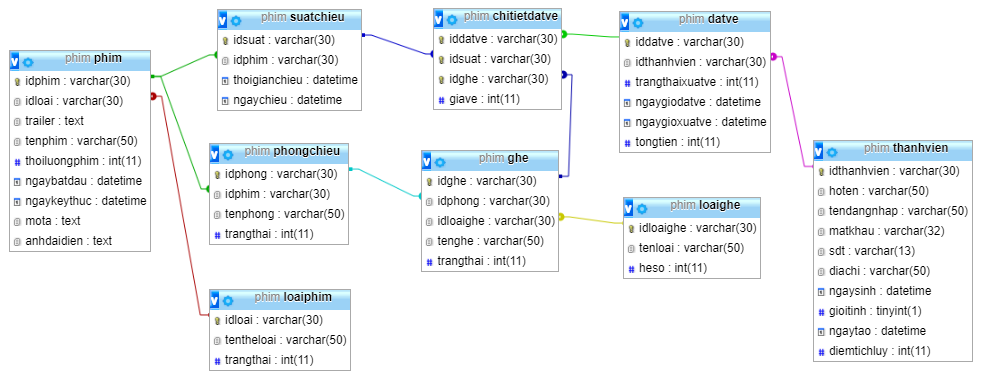 phim phim
idphim : varchar(30)
idloai : varchar(30)
trailer : text
tenphim : varchar(50)
thoiluongphim : int(11)
ngaybatdau : datetime
ngaykeythuc : datetime
mota : text
anhdaidien : text
phim suatchieu
idsuat : varchar(30)
idphim : varchar(30)
thoigianchieu : datetime
ngaychieu : datetime
phim phongchieu
idphong : varchar(30)
idphim : varchar(30)
tenphong : varchar(50)
trangthai : int(11)
phim loaiphim
idloai : varchar(30)
tentheloai : varchar(50)
trangthai : int(11)
phim chitietdatve
iddatve : varchar(30)
idsuat : varchar(30)
idghe : varchar(30)
giave : int(11)
phim ghe
idghe : varchar(30)
idphong : varchar(30)
idloaighe : varchar(30)
tenghe : varchar(50)
trangthai : int(11)
phim datve
iddatve : varchar(30)
idthanhvien : varchar(30)
trangthaixuatve : int(11)
ngaygiodatve : datetime
ngaygioxuatve : datetime
tongtien : int(11)
phim loaighe
idloaighe : varchar(30)
tenloai : varchar(50)
heso : int(11)
phim thanhvien
idthanhvien : varchar(30)
hoten : varchar(50)
tendangnhap : varchar(50)
matkhau : varchar(32)
sdt : varchar(13)
diachi : varchar(50)
ngaysinh : datetime
gioitinh : tinyint(1)
ngaytao : datetime
diemtichluy : int(11)